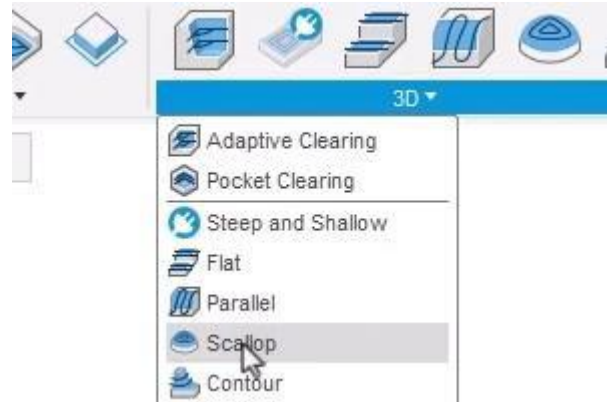 3D
Adaptive Clearing
Pocket Clearing
Steep and Shallow
Flat
Parallel
Scallop
Contour